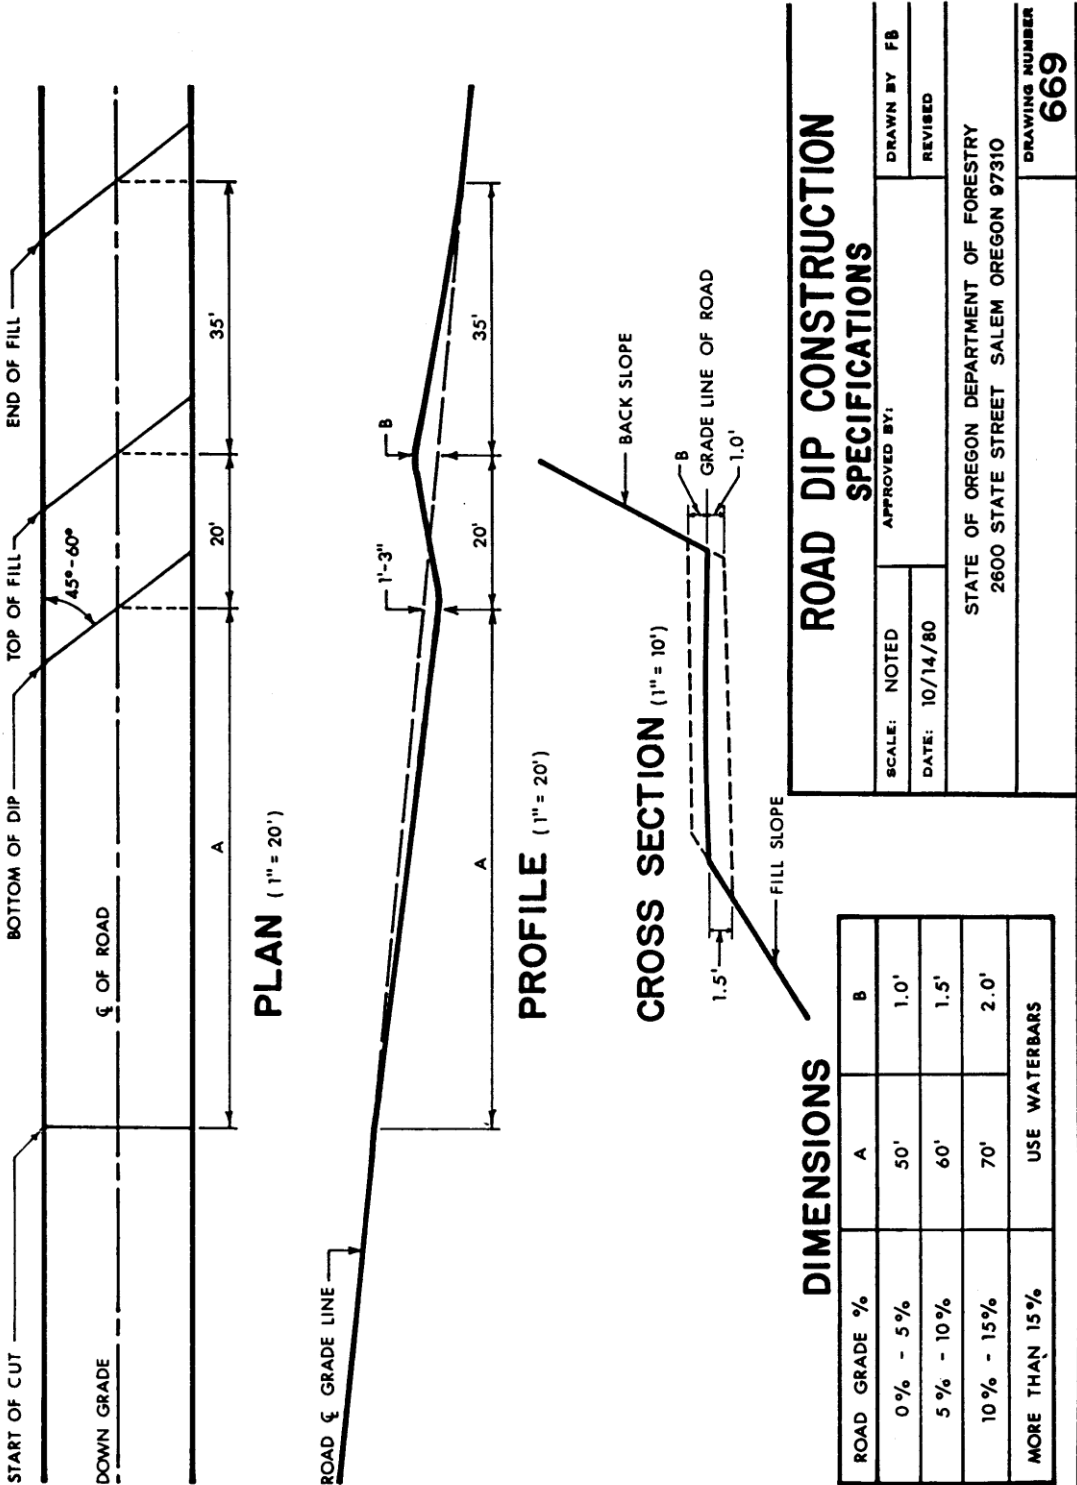 START OF CUT
BOTTOM OF DIP
TOP OF FILL
END OF FILL
45°-60°
DOWN GRADE
℄ OF ROAD
A
20'
35'
PLAN (1" = 20')
ROAD ℄ GRADE LINE
1'-3"
B
A
20'
35'
PROFILE (1" = 20')
CROSS SECTION (1" = 10')
BACK SLOPE
B
GRADE LINE OF ROAD
1.0'
1.5'
FILL SLOPE
DIMENSIONS
ROAD GRADE % A B
0% - 5% 50' 1.0'
5% - 10% 60' 1.5'
10% - 15% 70' 2.0'
MORE THAN 15% USE WATERBARS
ROAD DIP CONSTRUCTION
SPECIFICATIONS
SCALE: NOTED
APPROVED BY:
DRAWN BY FB
DATE: 10/14/80
REVISED
STATE OF OREGON DEPARTMENT OF FORESTRY
2600 STATE STREET SALEM OREGON 97310
DRAWING NUMBER
669